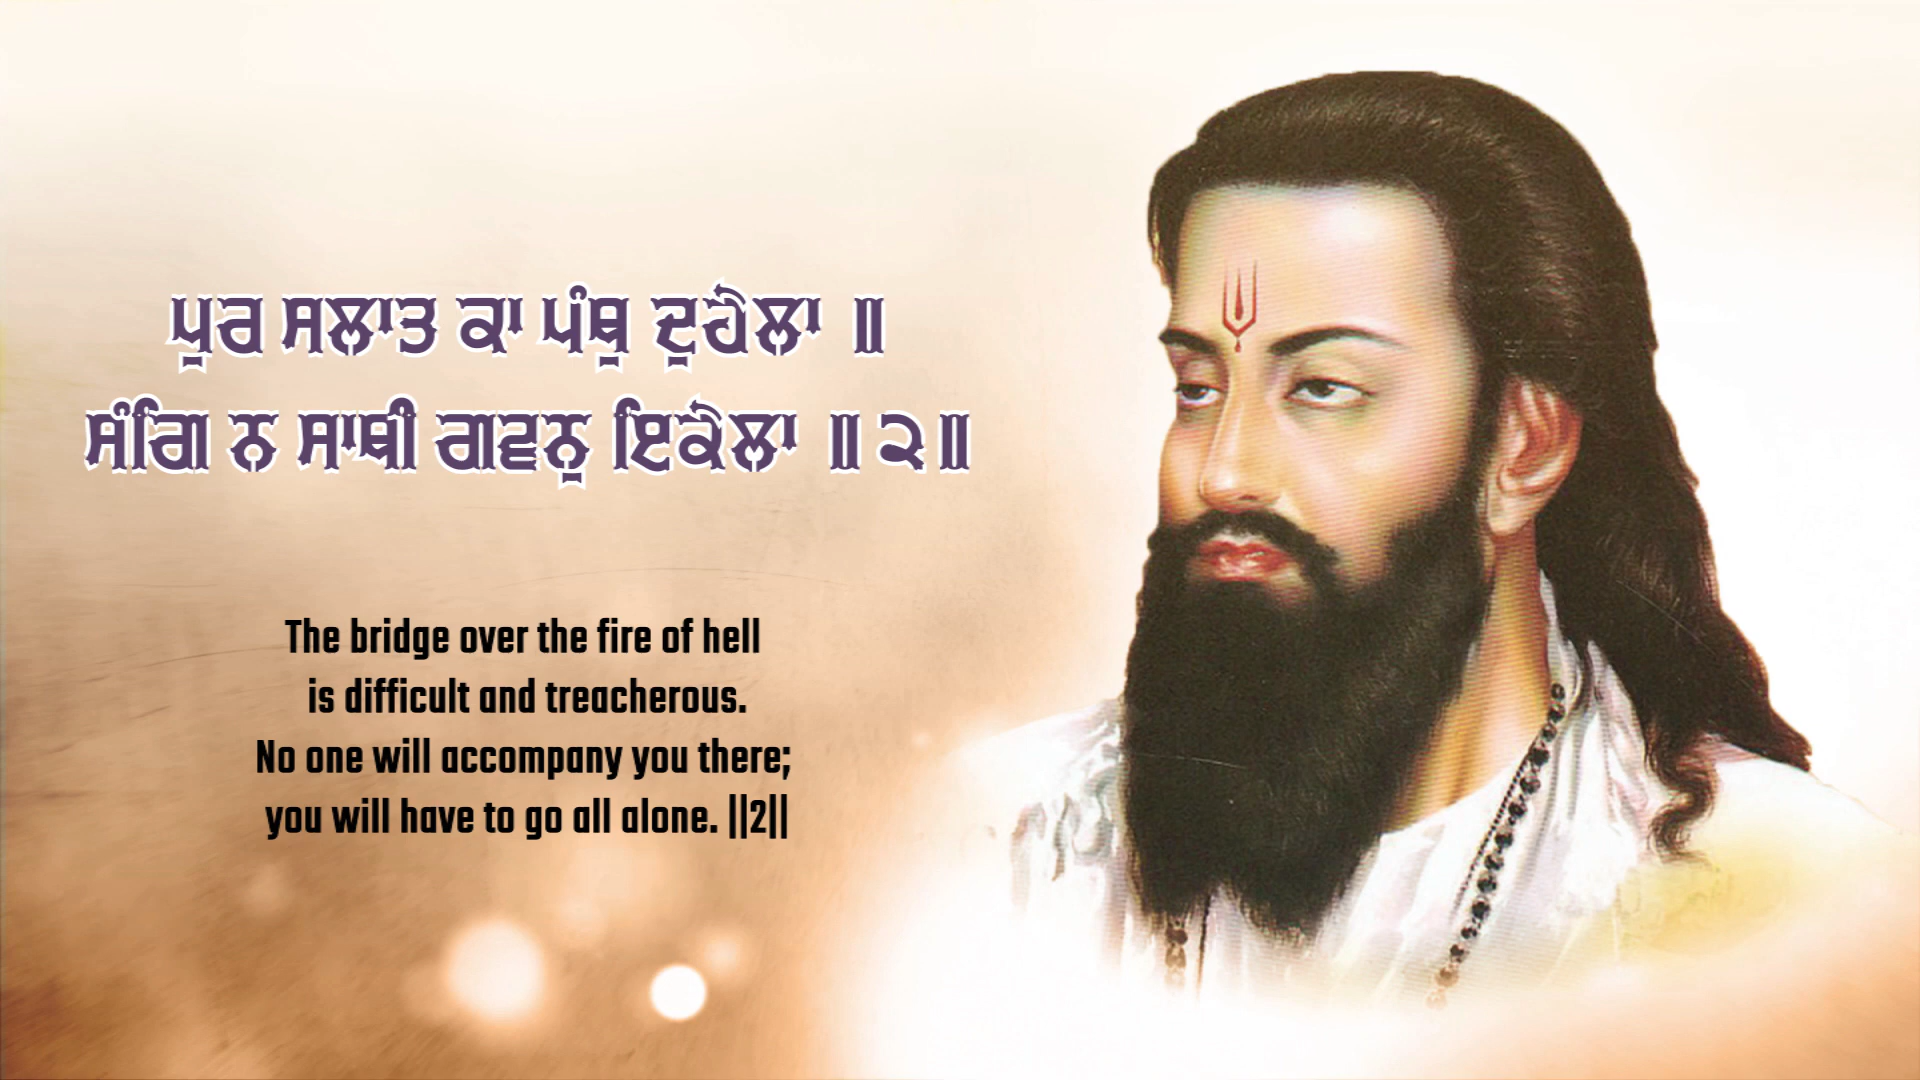 ਪੁਰ ਸਲਾਤ ਕਾ ਪੰਥੁ ਦੁਹੇਲਾ ॥
ਸੰਗਿ ਨ ਸਾਥੀ ਗਵਨੁ ਇਕੇਲਾ ॥੨॥
The bridge over the fire of hell
is difficult and treacherous.
No one will accompany you there;
you will have to go all alone. ||2||